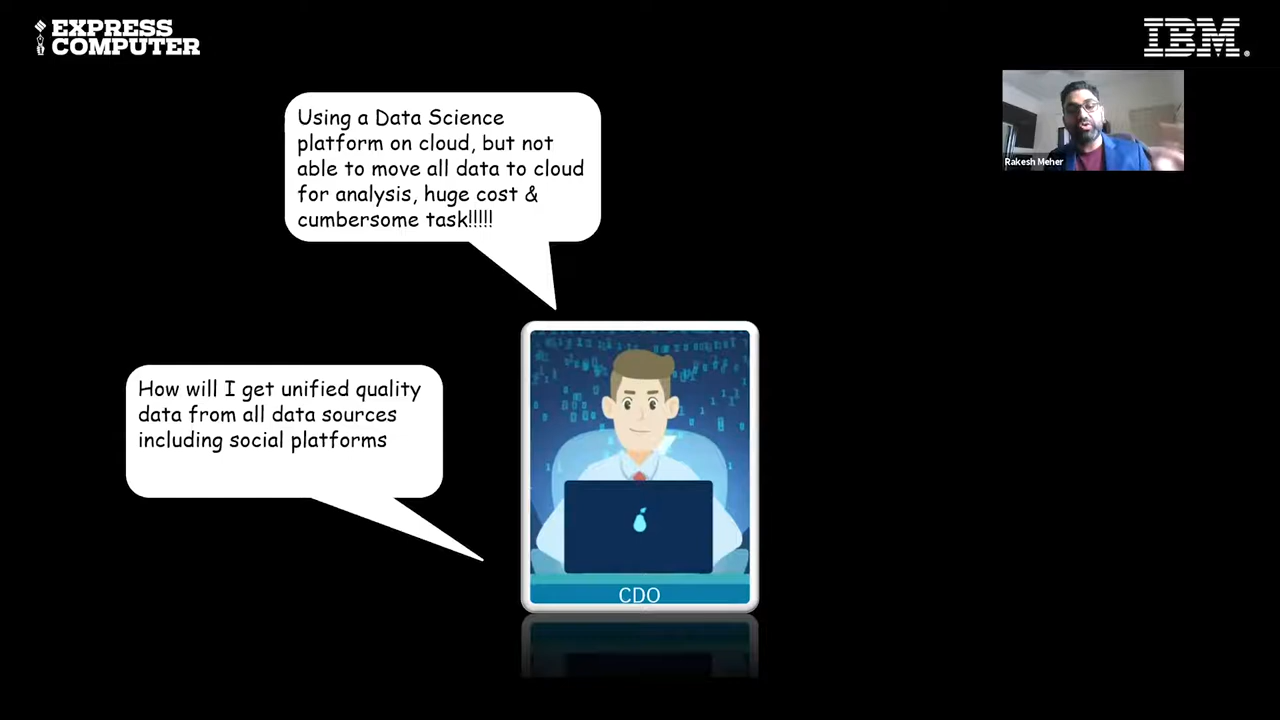 EXPRESS
COMPUTER
IBM
Using a Data Science
platform on cloud, but not
able to move all data to cloud
for analysis, huge cost &
cumbersome task!!!!!
Rakesh Meher
How will I get unified quality
data from all data sources
including social platforms
CDO